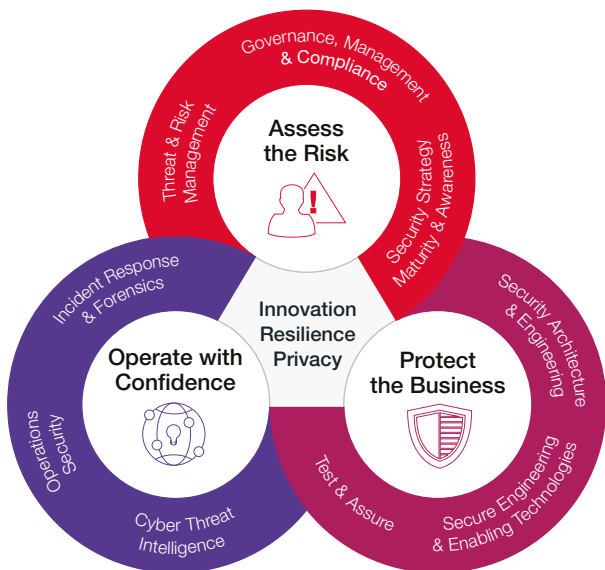 Governance, Management
& Compliance
Threat & Risk
Management
Assess
the Risk
!
Security Strategy
Maturity & Awareness
Incident Response
& Forensics
Innovation
Resilience
Privacy
Security Architecture
& Engineering
Operate with
Confidence
Protect
the Business
Operations
Security
Cyber Threat
Intelligence
Test & Assure
Secure Engineering
& Enabling Technologies